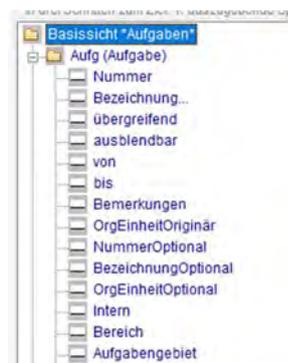 Basissicht "Aufgaben"
Aufg (Aufgabe)
Nummer
Bezeichnung...
übergreifend
ausblendbar
von
bis
Bemerkungen
OrgEinheitOriginär
NummerOptional
BezeichnungOptional
OrgEinheitOptional
Intern
Bereich
Aufgabengebiet